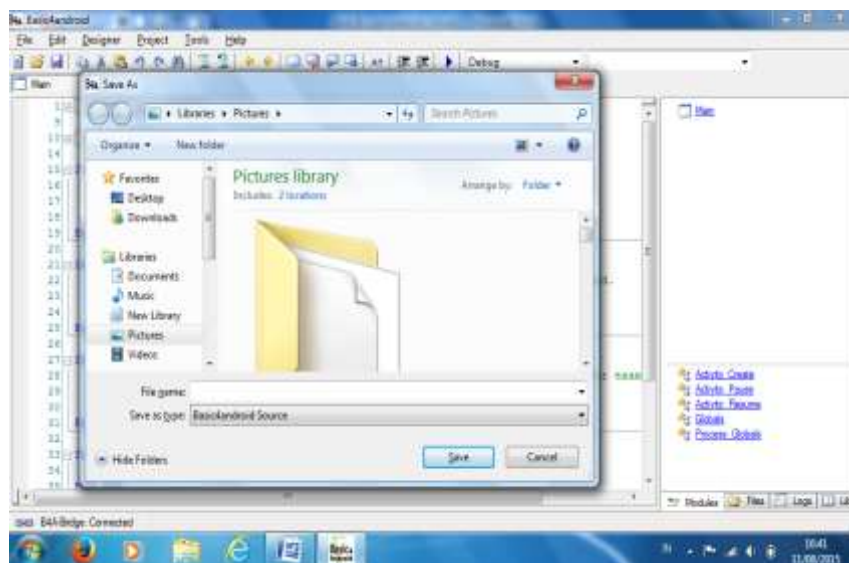 Basic4android
File Edit Designer Project Tools Help
Debug
Main
Save As
Libraries Pictures
Search Pictures
Organize New folder
Favorites
Desktop
Downloads
Libraries
Documents
Music
New Library
Pictures
Videos
Pictures library
Includes: 2 locations
Arrange by: Folder
File name:
Save as type: Basic4android Source
Hide Folders
Save Cancel
Main
Activity_Create
Activity_Pause
Activity_Resume
Globals
Process_Globals
Modules Files Logs
B4A-Bridge: Connected